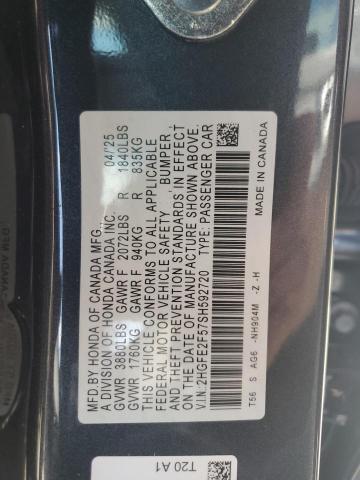 MFD.BY HONDA OF CANADA MFG. 04/25
A DIV. OF HONDA CANADA INC.
GVWR 3880LBS GAWR F 2072LBS R 1840LBS
GVWR 1760KG GAWR F 940KG R 835KG
THIS VEHICLE CONFORMS TO ALL APPLICABLE
FEDERAL MOTOR VEHICLE SAFETY , BUMPER ,
AND THEFT PREVENTION STANDARDS IN EFFECT
ON THE DATE OF MANUFACTURE SHOWN ABOVE.
V.I.N.:2HGFE2F57SH592720 TYPE:PASSENGER CAR
T56 S AG6 -NH904M -Z -H MADE IN CANADA
T20 A1